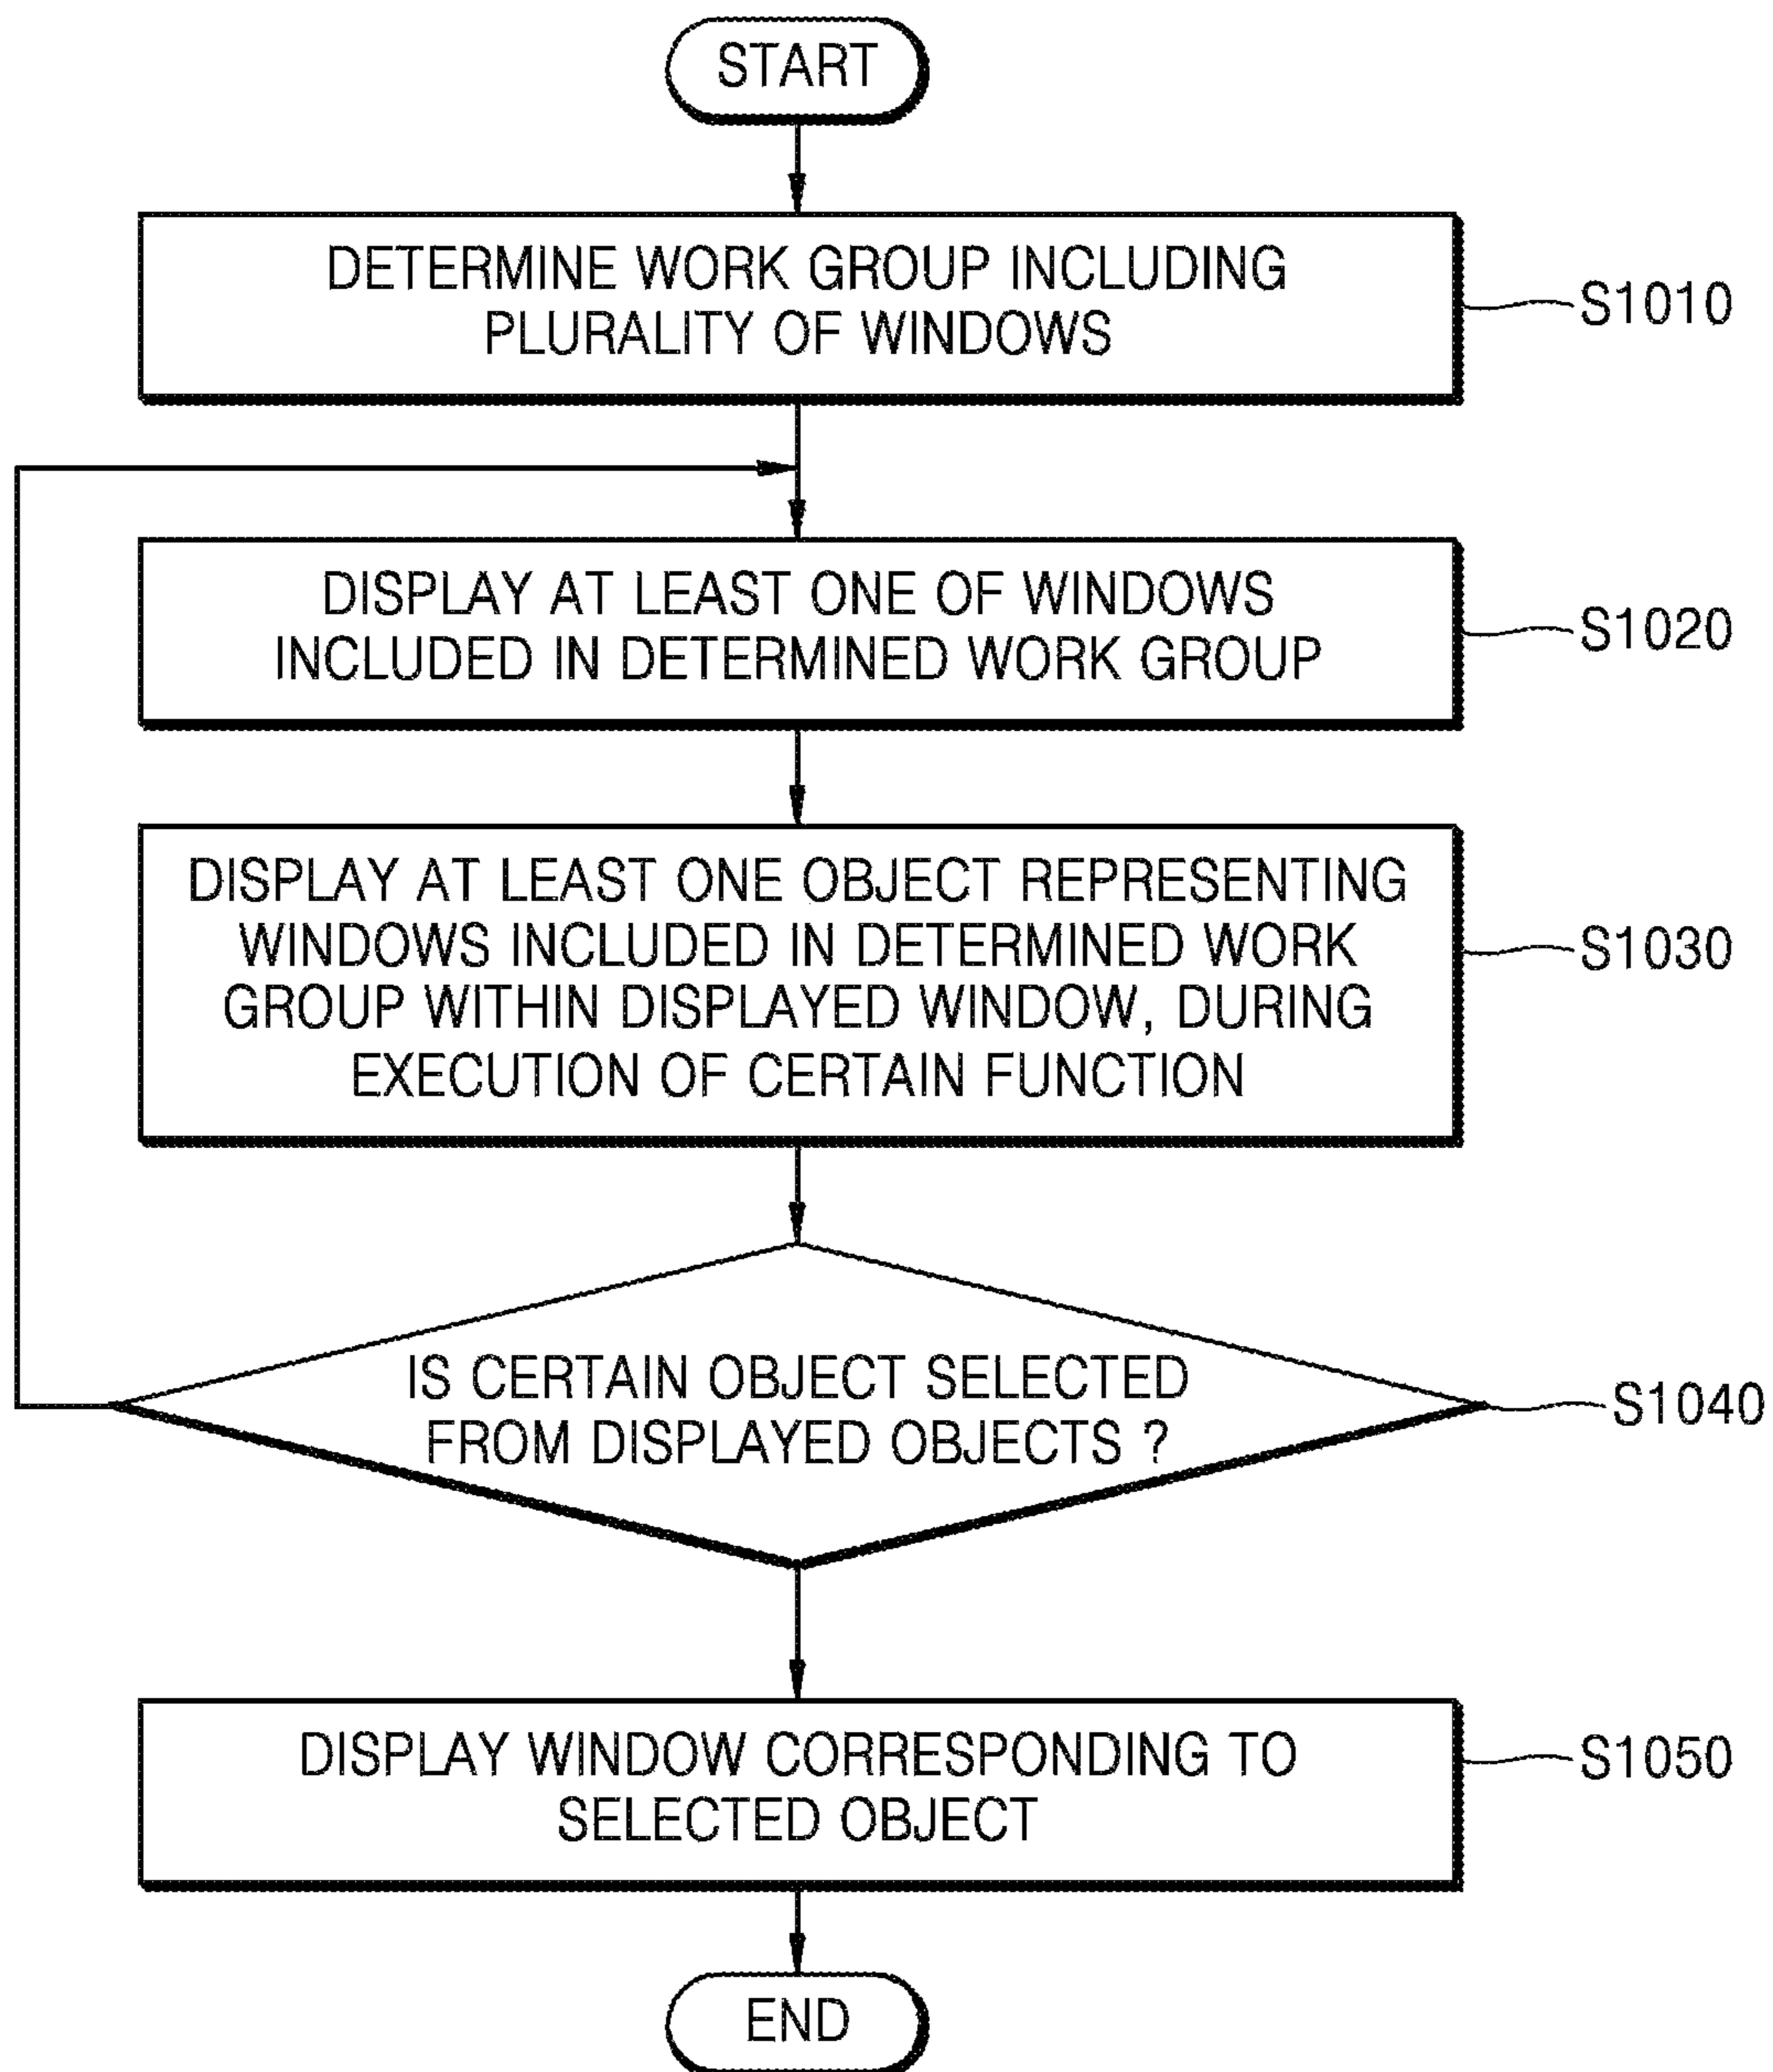 START
DETERMINE WORK GROUP INCLUDING
PLURALITY OF WINDOWS
S1010
DISPLAY AT LEAST ONE OF WINDOWS
INCLUDED IN DETERMINED WORK GROUP
S1020
DISPLAY AT LEAST ONE OBJECT REPRESENTING
WINDOWS INCLUDED IN DETERMINED WORK
GROUP WITHIN DISPLAYED WINDOW, DURING
EXECUTION OF CERTAIN FUNCTION
S1030
IS CERTAIN OBJECT SELECTED
FROM DISPLAYED OBJECTS ?
S1040
DISPLAY WINDOW CORRESPONDING TO
SELECTED OBJECT
S1050
END